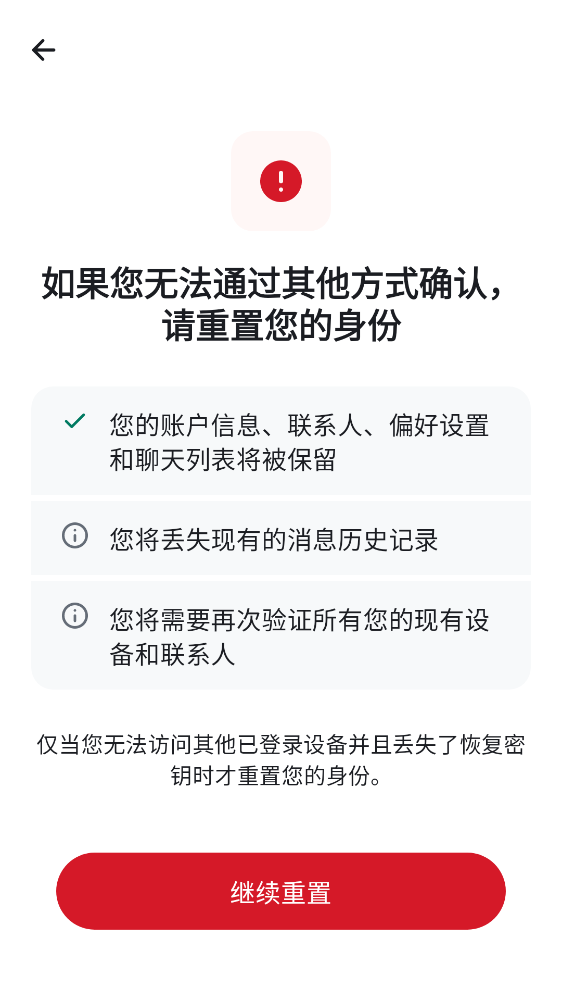 如果您无法通过其他方式确认，
请重置您的身份
您的账户信息、联系人、偏好设置
和聊天列表将被保留
您将丢失现有的消息历史记录
您将需要再次验证所有您的现有设
备和联系人
仅当您无法访问其他已登录设备并且丢失了恢复密
钥时才重置您的身份。
继续重置